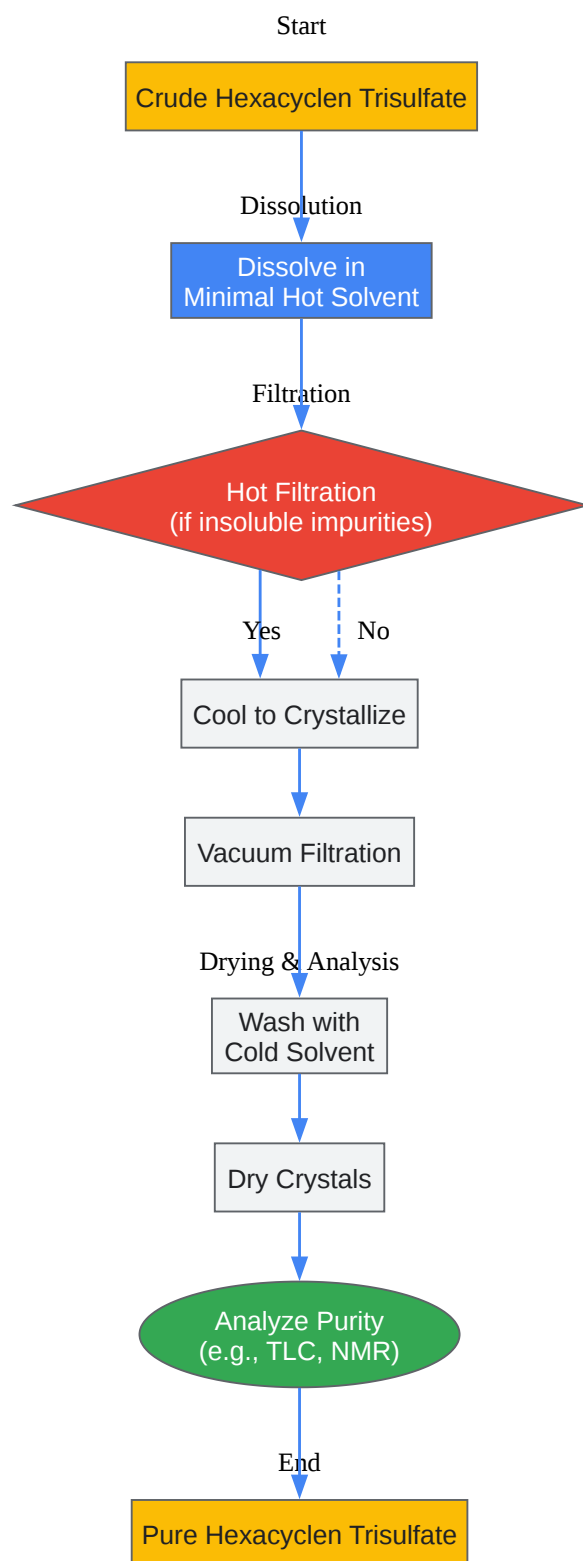 Start
Crude Hexacyclen Trisulfate
Dissolution
Dissolve in
Minimal Hot Solvent
Filtration
Hot Filtration
(if insoluble impurities)
Yes
No
Cool to Crystallize
Vacuum Filtration
Drying & Analysis
Wash with
Cold Solvent
Dry Crystals
Analyze Purity
(e.g., TLC, NMR)
End
Pure Hexacyclen Trisulfate